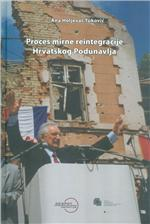 Ana Holjevac Tuković
Proces mirne reintegracije
Hrvatskog Podunavlja